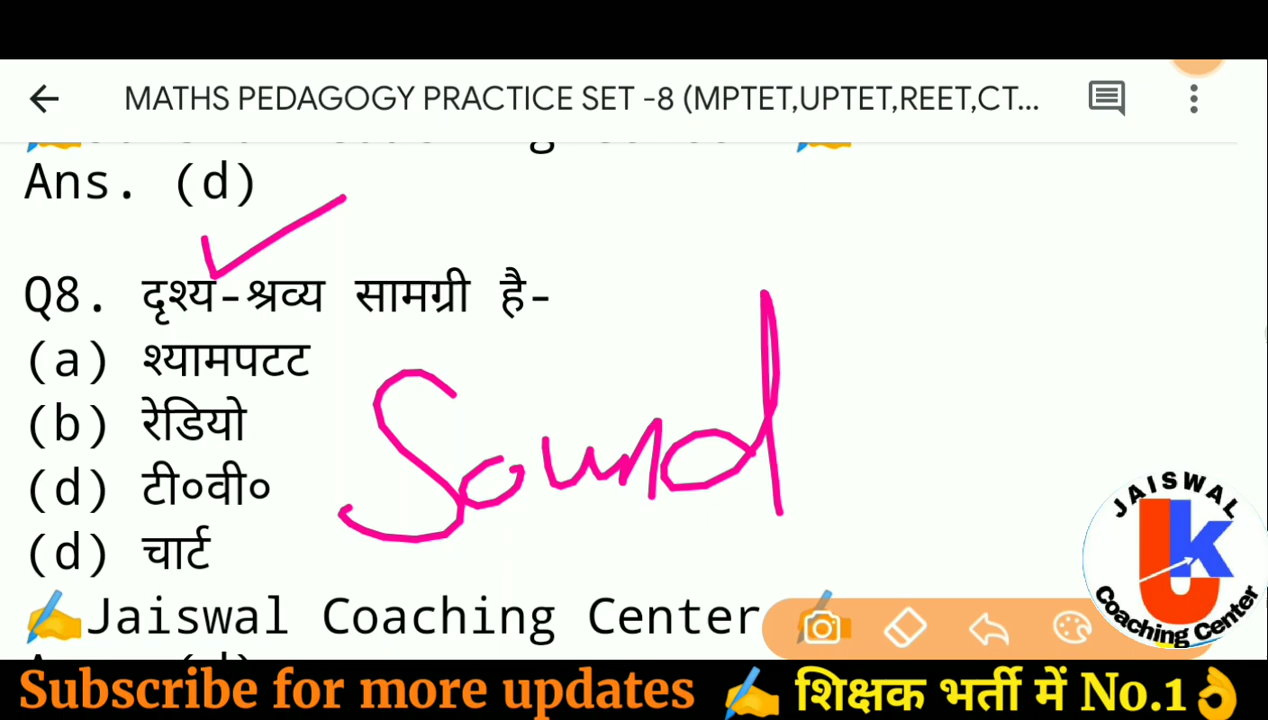 MATHS PEDAGOGY PRACTICE SET -8 (MPTET,UPTET,REET,CT...
Ans. (d)
Q8. दृश्य-श्रव्य सामग्री है-
(a) श्यामपटट
(b) रेडियो
(d) टी०वी०
(d) चार्ट
Sound
✍Jaiswal Coaching Center ✍
JAISWAL
UK
Coaching Center
Subscribe for more updates ✍ शिक्षक भर्ती में No.1👌